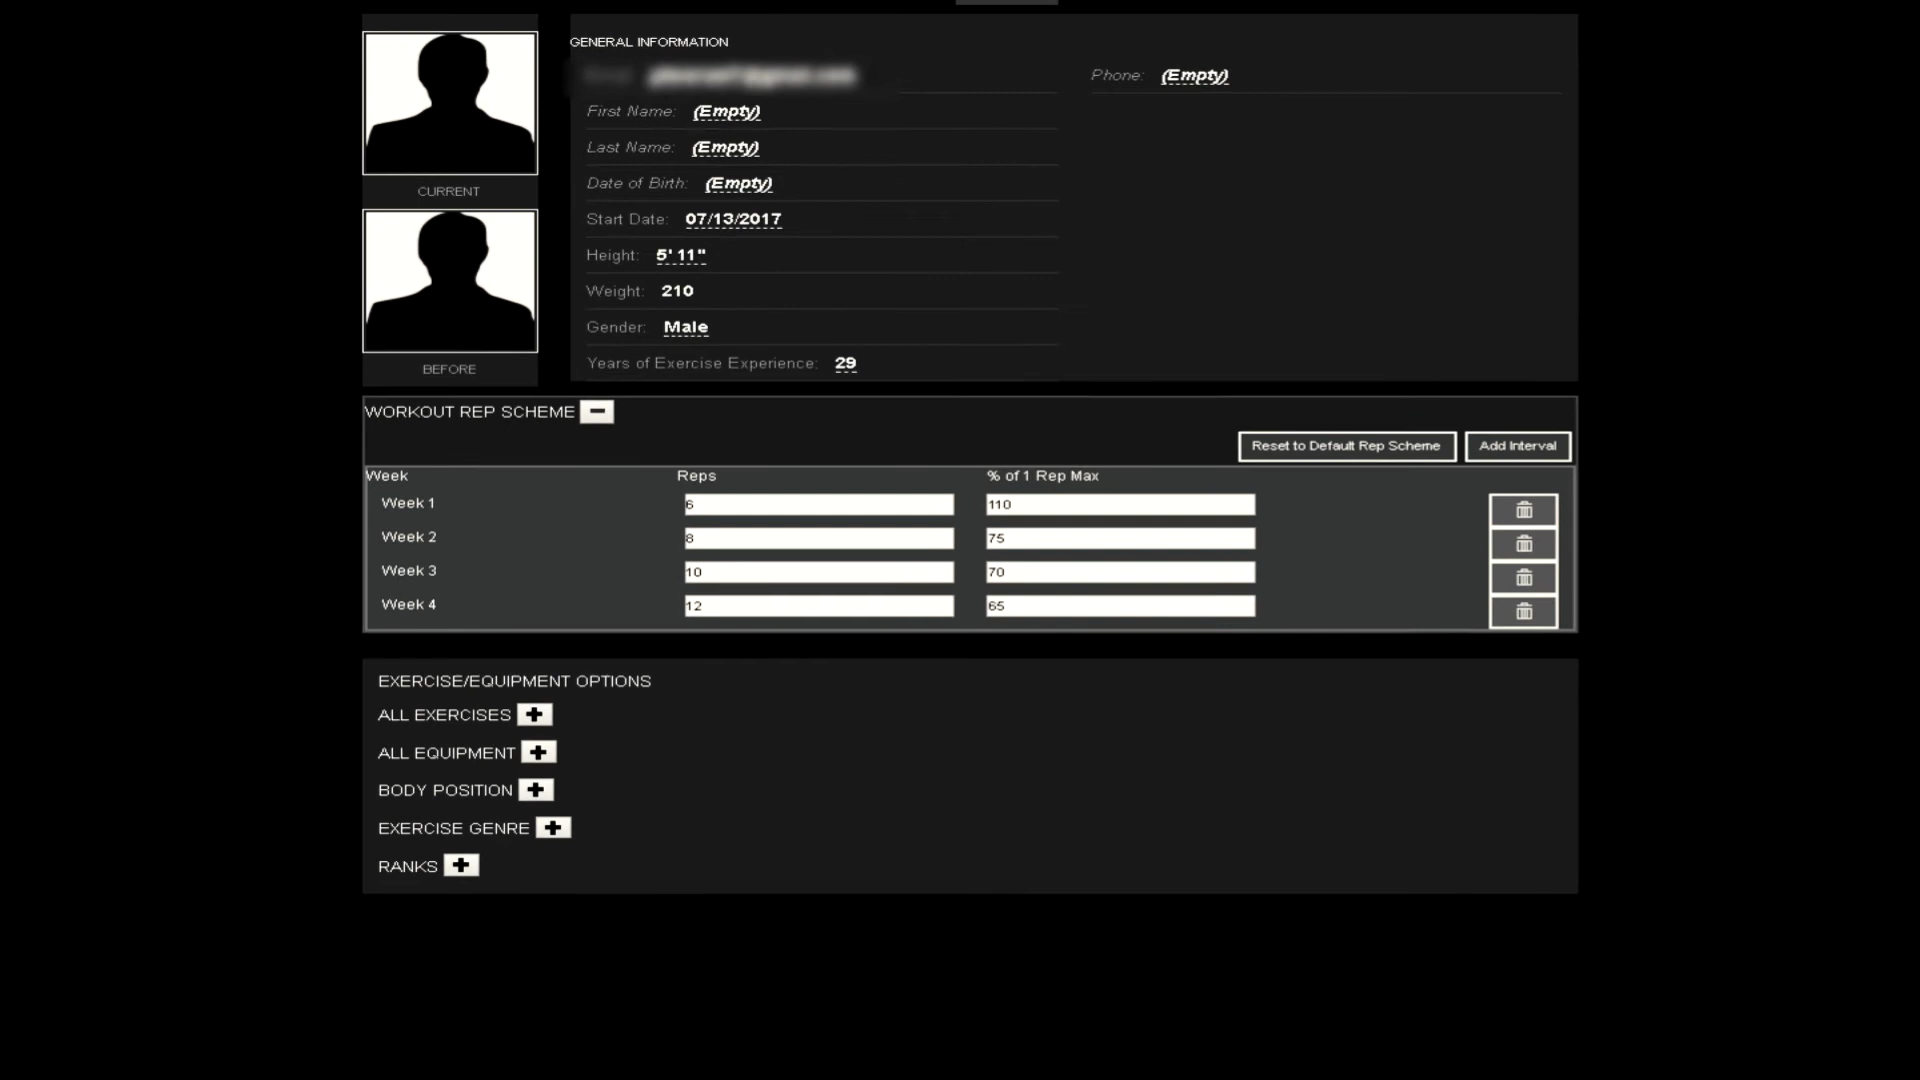 GENERAL INFORMATION
Phone: (Empty)
First Name: (Empty)
Last Name: (Empty)
Date of Birth: (Empty)
Start Date: 07/13/2017
Height: 5' 11"
Weight: 210
Gender: Male
Years of Exercise Experience: 29
CURRENT
BEFORE
WORKOUT REP SCHEME
Reset to Default Rep Scheme Add Interval
Week Reps % of 1 Rep Max
Week 1 6 110
Week 2 8 75
Week 3 10 70
Week 4 12 65
EXERCISE/EQUIPMENT OPTIONS
ALL EXERCISES
ALL EQUIPMENT
BODY POSITION
EXERCISE GENRE
RANKS